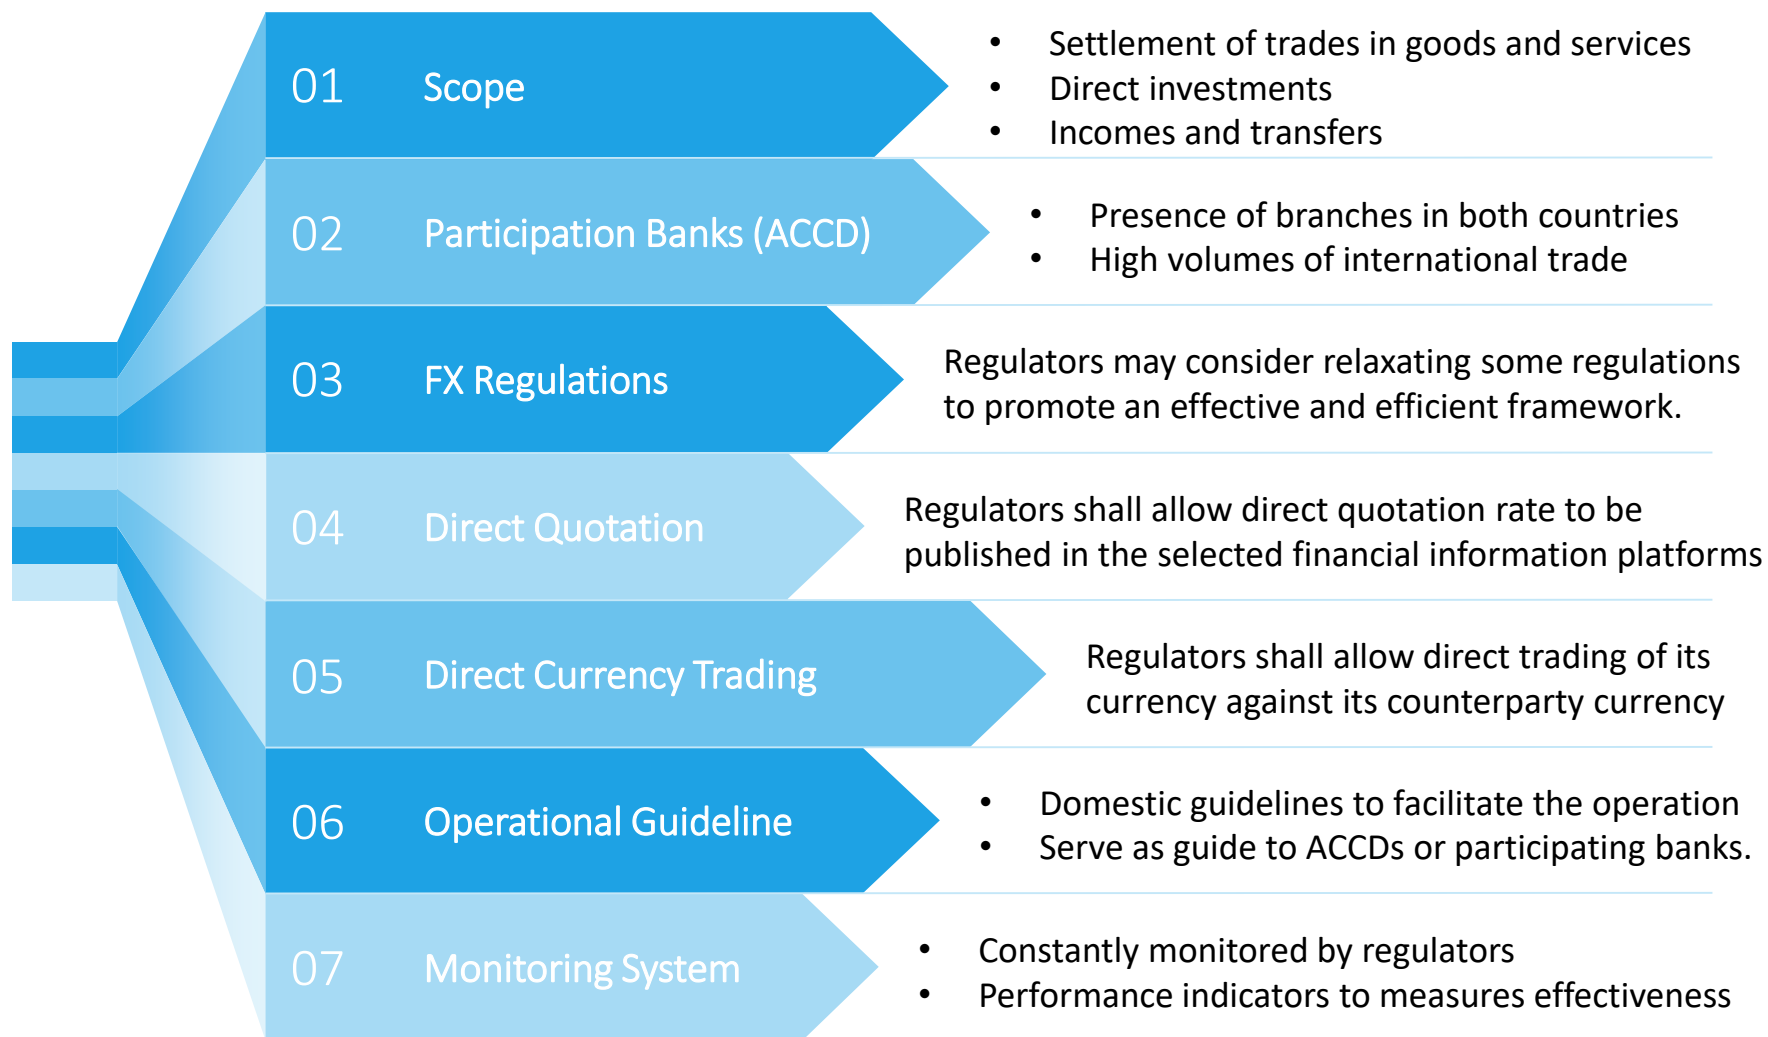 01 Scope
• Settlement of trades in goods and services
• Direct investments
• Incomes and transfers
02 Participation Banks (ACCD)
• Presence of branches in both countries
• High volumes of international trade
03 FX Regulations
Regulators may consider relaxating some regulations
to promote an effective and efficient framework.
04 Direct Quotation
Regulators shall allow direct quotation rate to be
published in the selected financial information platforms
05 Direct Currency Trading
Regulators shall allow direct trading of its
currency against its counterparty currency
06 Operational Guideline
• Domestic guidelines to facilitate the operation
• Serve as guide to ACCDs or participating banks.
07 Monitoring System
• Constantly monitored by regulators
• Performance indicators to measures effectiveness